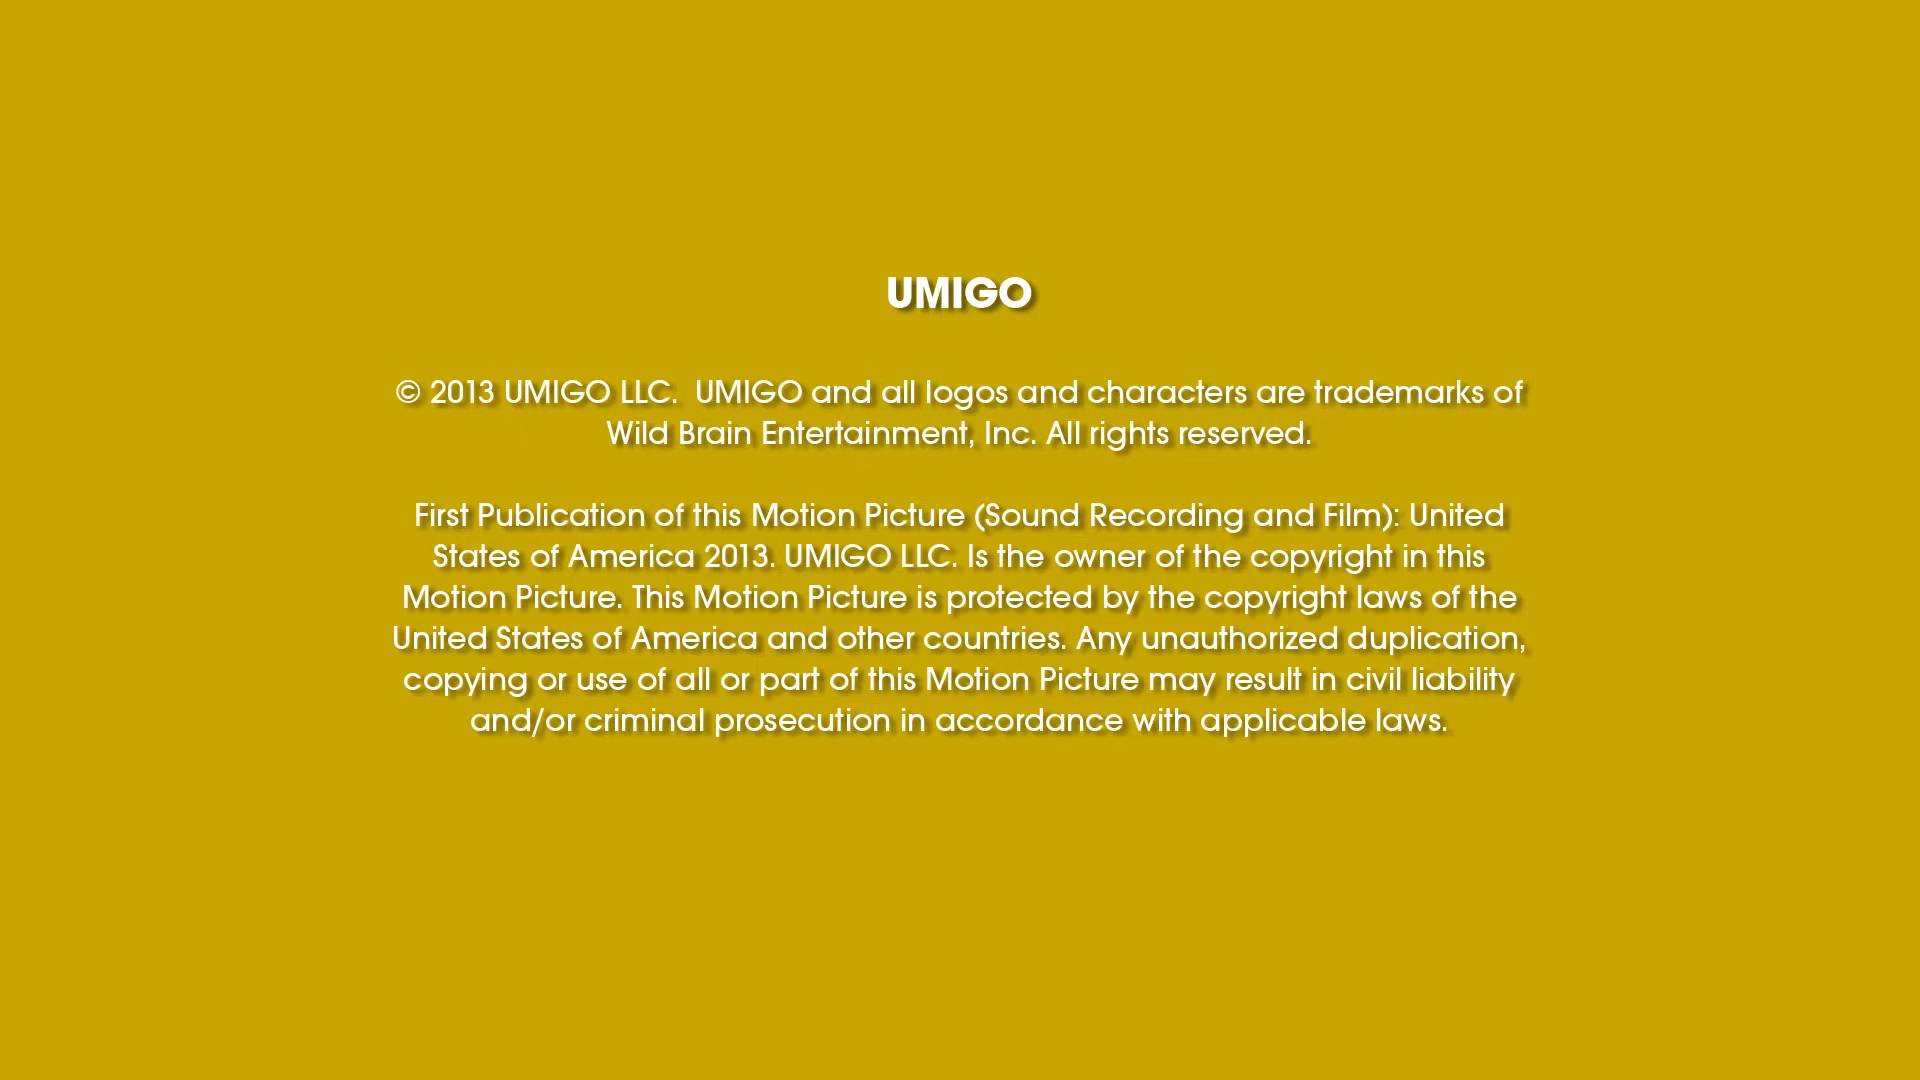 UMIGO
© 2013 UMIGO LLC.  UMIGO and all logos and characters are trademarks of
Wild Brain Entertainment, Inc. All rights reserved.
First Publication of this Motion Picture (Sound Recording and Film): United
States of America 2013. UMIGO LLC. Is the owner of the copyright in this
Motion Picture. This Motion Picture is protected by the copyright laws of the
United States of America and other countries. Any unauthorized duplication,
copying or use of all or part of this Motion Picture may result in civil liability
and/or criminal prosecution in accordance with applicable laws.